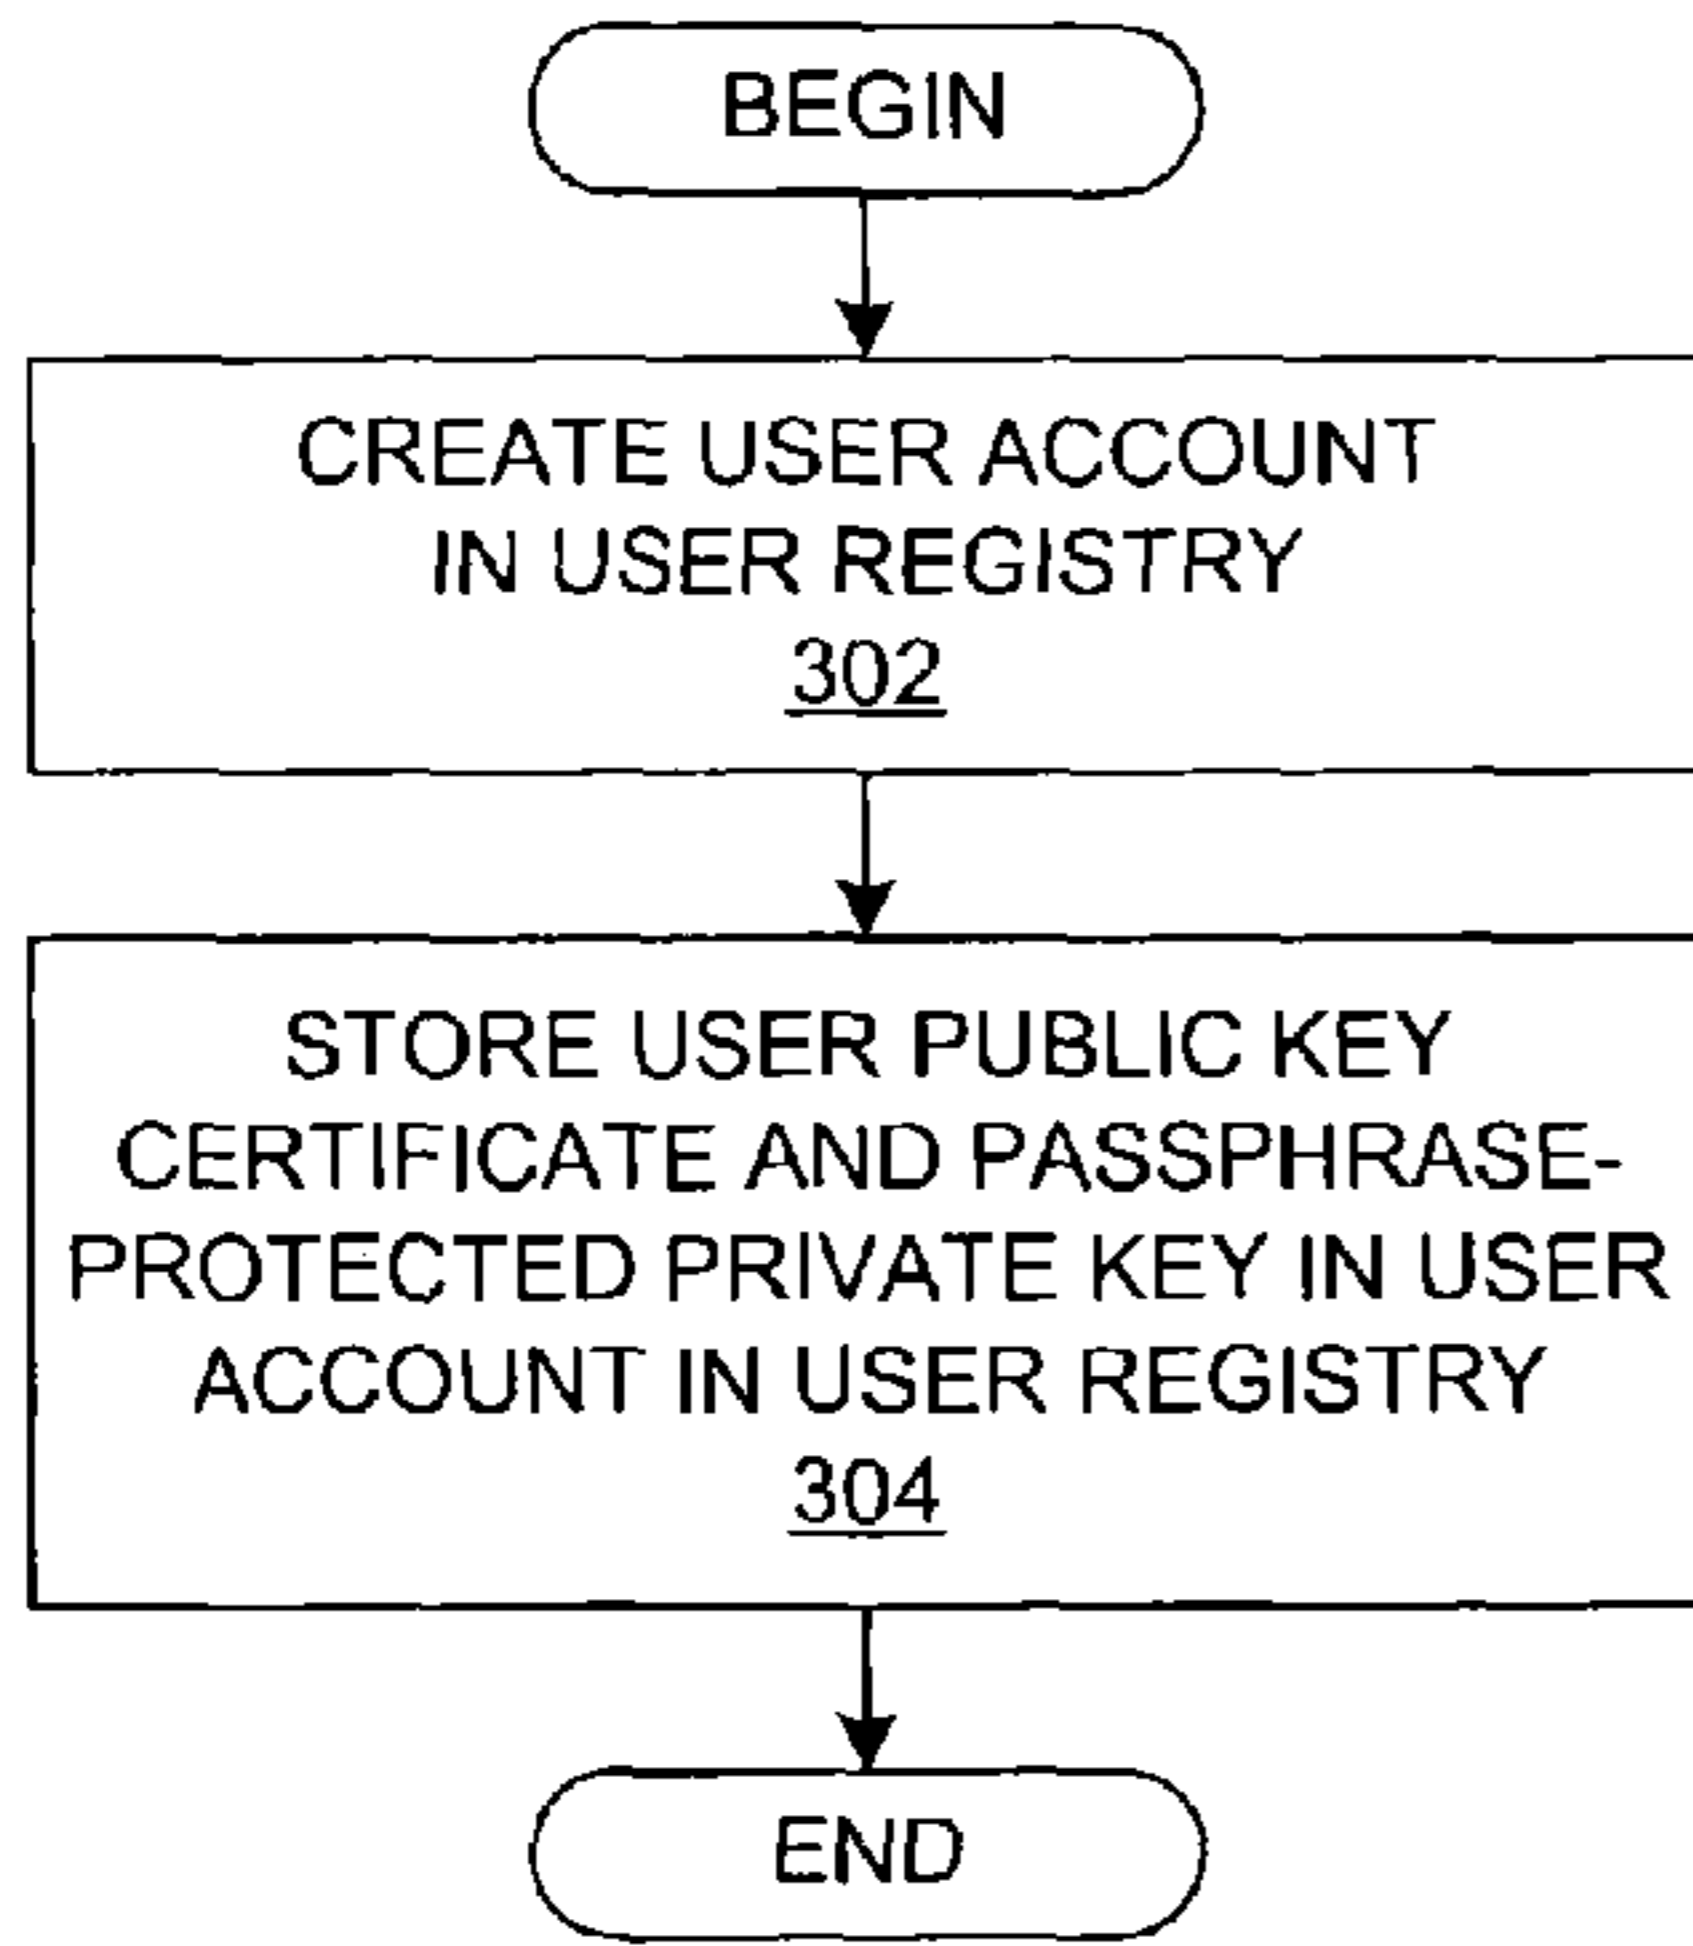 BEGIN
CREATE USER ACCOUNT
IN USER REGISTRY
302
STORE USER PUBLIC KEY
CERTIFICATE AND PASSPHRASE-
PROTECTED PRIVATE KEY IN USER
ACCOUNT IN USER REGISTRY
304
END